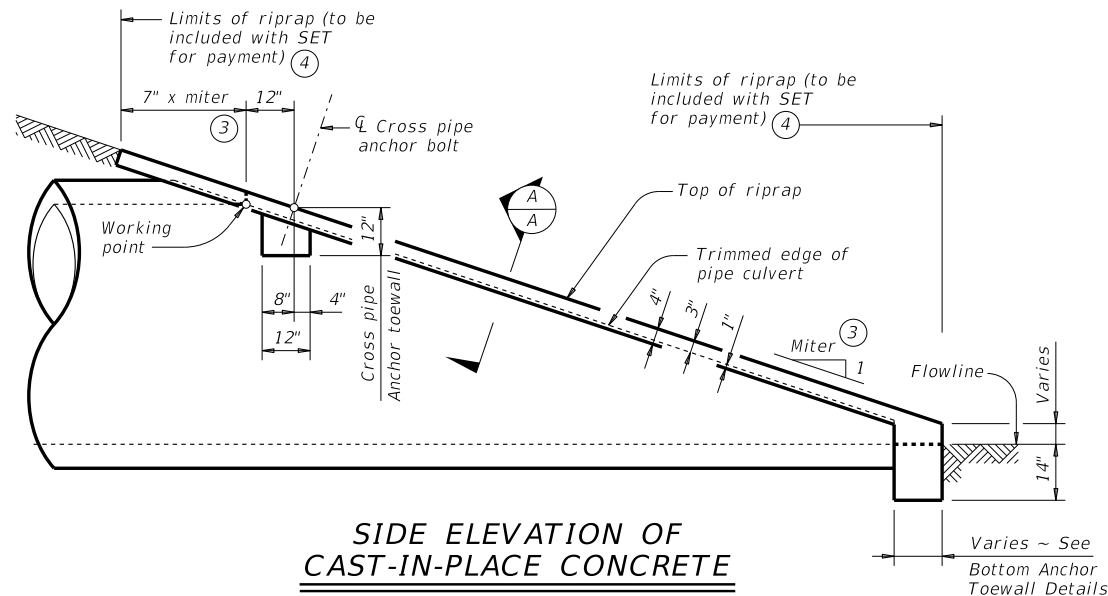 Limits of riprap (to be
included with SET
for payment) 4
7" x miter
12"
3
℄ Cross pipe
anchor bolt
Limits of riprap (to be
included with SET
for payment) 4
A
A
Top of riprap
Working
point
12"
Trimmed edge of
pipe culvert
8"
4"
12"
Cross pipe
Anchor toewall
4"
3"
1"
Miter
3
1
Flowline
Varies
14"
SIDE ELEVATION OF
CAST-IN-PLACE CONCRETE
Varies ~ See
Bottom Anchor
Toewall Details